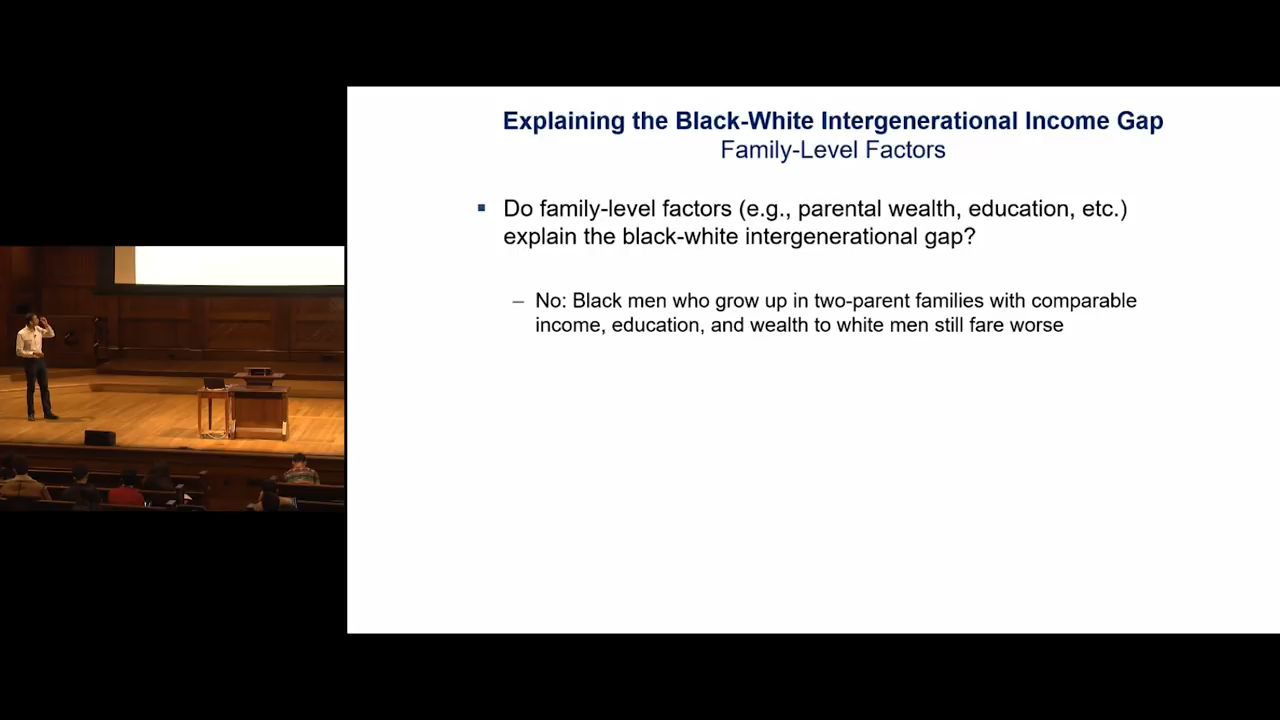 Explaining the Black-White Intergenerational Income Gap
Family-Level Factors
▪ Do family-level factors (e.g., parental wealth, education, etc.)
explain the black-white intergenerational gap?
– No: Black men who grow up in two-parent families with comparable
income, education, and wealth to white men still fare worse